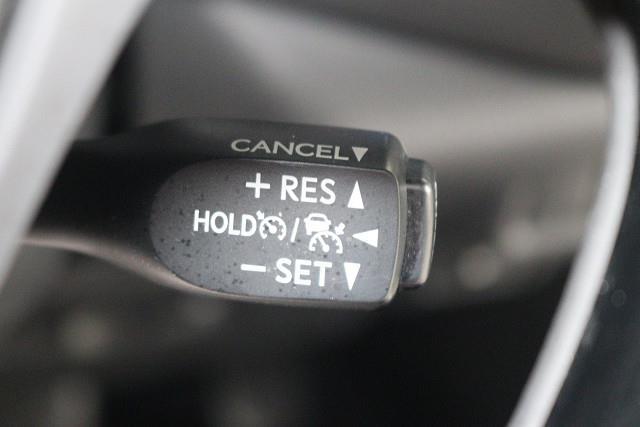 CANCEL▼
+ RES ▲
HOLD / ◀
− SET ▼